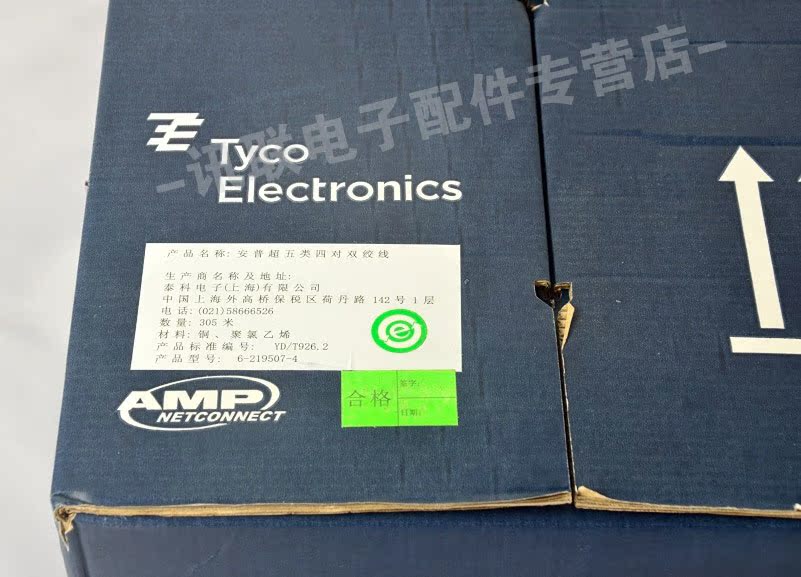 -讯联电子配件专营店-
Tyco
Electronics
产品名称: 安普超五类四对双绞线
生产商名称及地址:
泰科电子(上海)有限公司
中国上海外高桥保税区荷丹路 142 号 1 层
电话: (021)58666526
数量: 305 米
材料: 铜、聚氯乙烯
产品标准编号: YD/T926.2
产品型号: 6-219507-4
e
合格
签字:
日期:
AMP
NETCONNECT